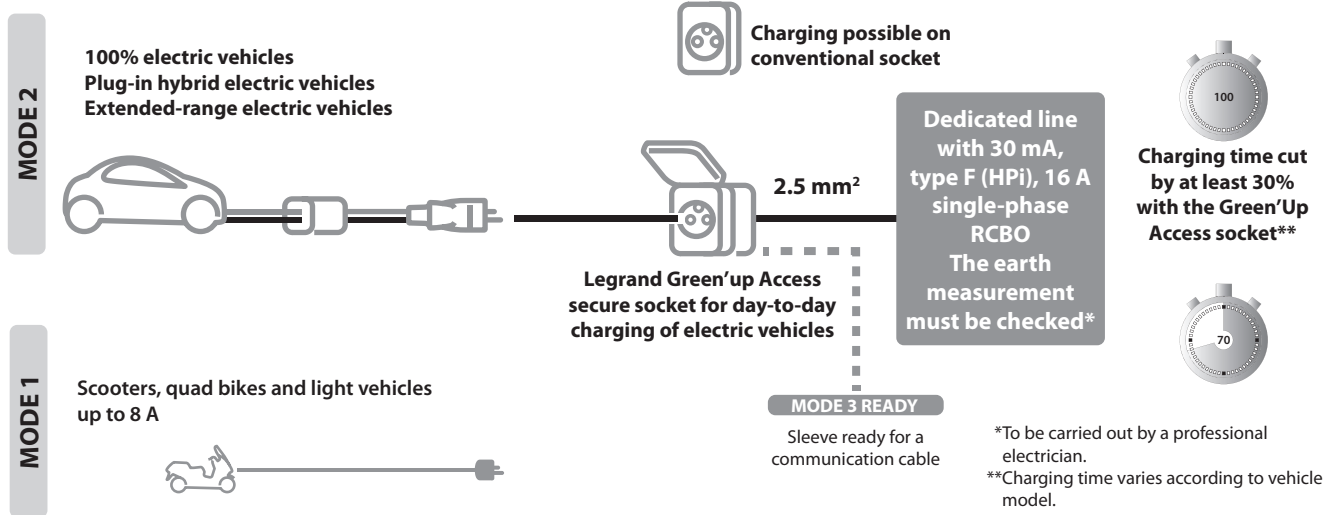 MODE 2
100% electric vehicles
Plug-in hybrid electric vehicles
Extended-range electric vehicles
Charging possible on
conventional socket
2.5 mm²
Legrand Green’up Access
secure socket for day-to-day
charging of electric vehicles
Dedicated line
with 30 mA,
type F (HPi), 16 A
single-phase
RCBO
The earth
measurement
must be checked*
100
Charging time cut
by at least 30%
with the Green’Up
Access socket**
70
MODE 1
Scooters, quad bikes and light vehicles
up to 8 A
MODE 3 READY
Sleeve ready for a
communication cable
*To be carried out by a professional
electrician.
**Charging time varies according to vehicle
model.